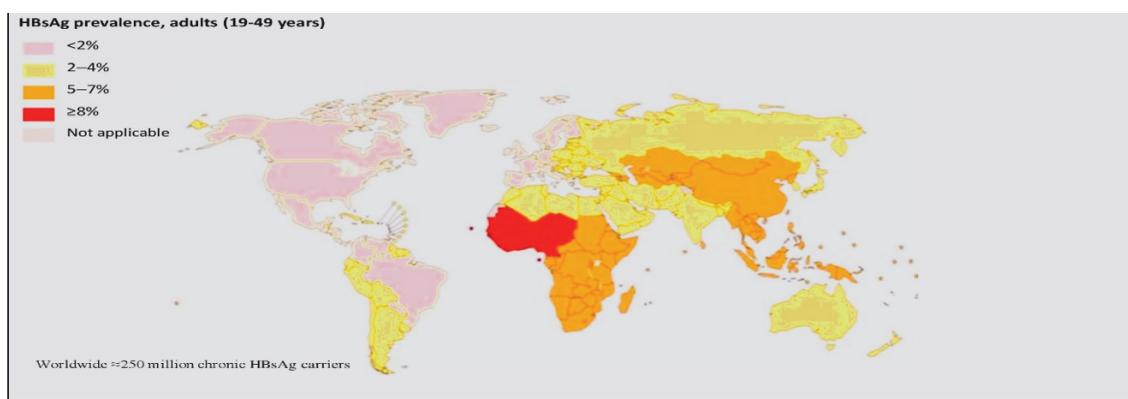 HBsAg prevalence, adults (19-49 years)
<2%
2–4%
5–7%
≥8%
Not applicable
Worldwide ≈250 million chronic HBsAg carriers